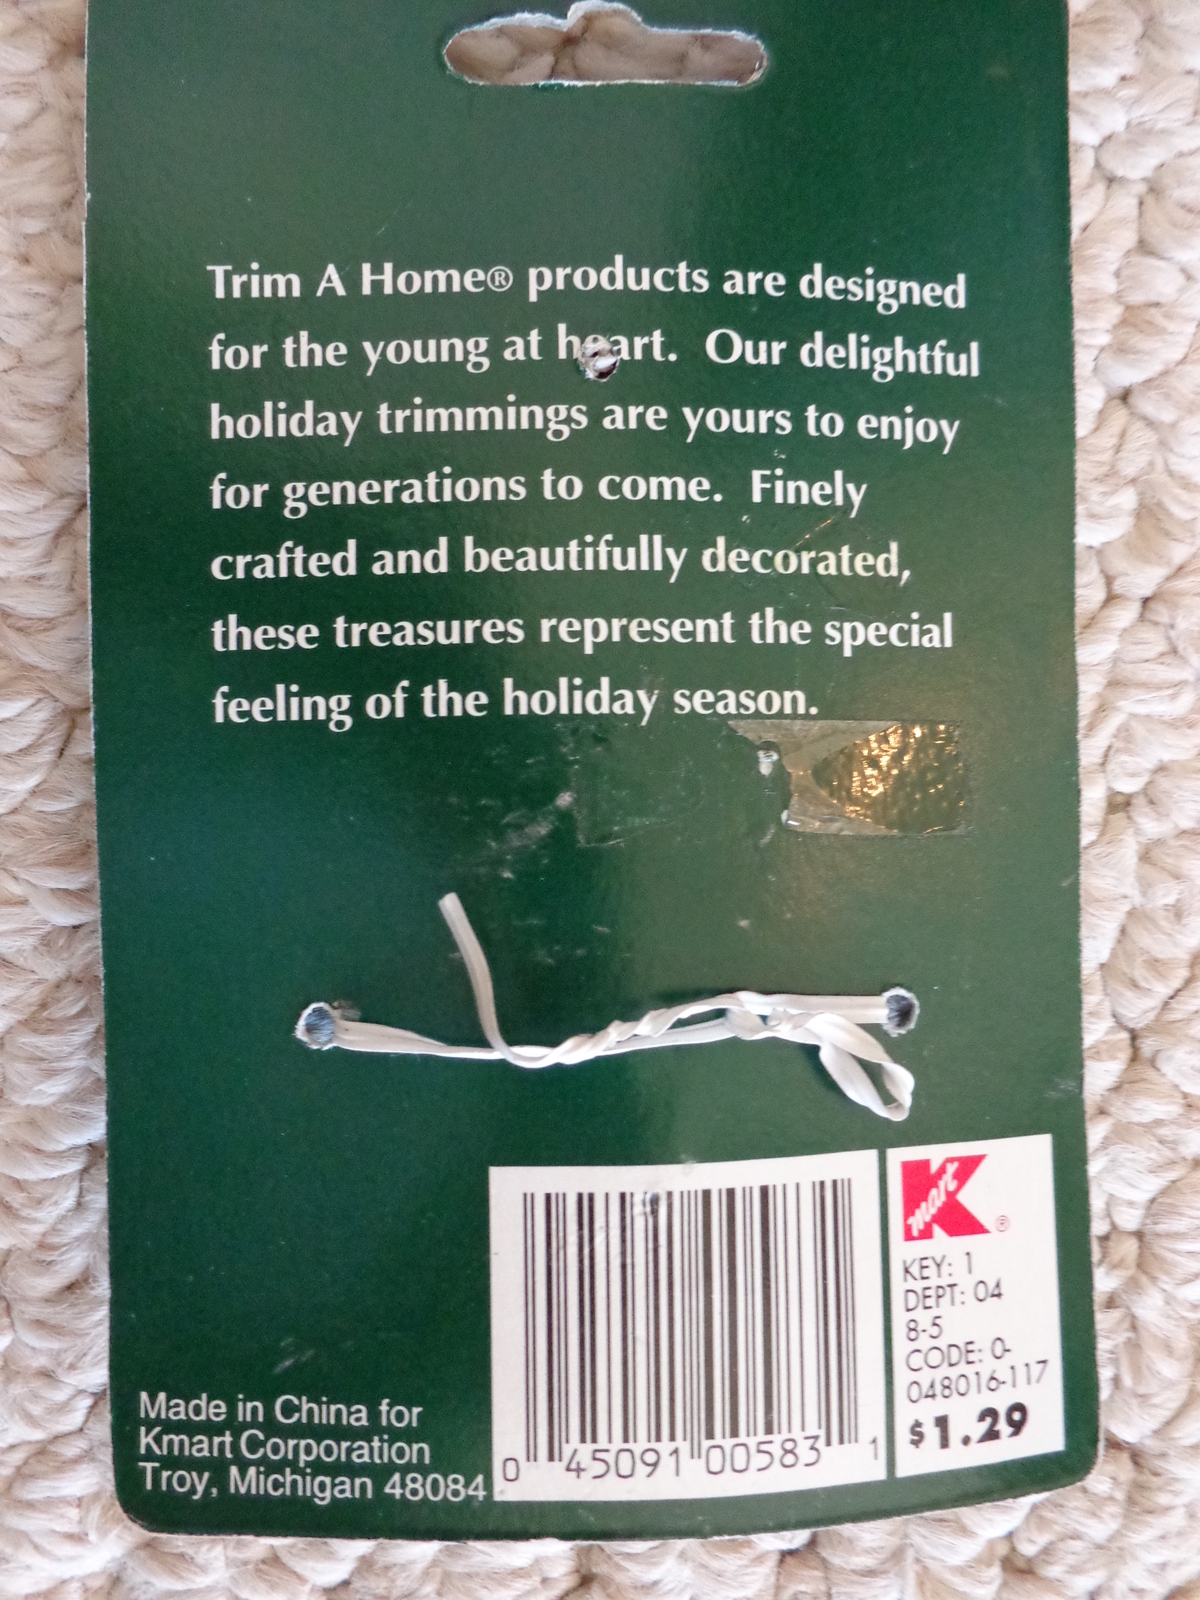 Trim A Home® products are designed
for the young at heart. Our delightful
holiday trimmings are yours to enjoy
for generations to come. Finely
crafted and beautifully decorated,
these treasures represent the special
feeling of the holiday season.
Kmart®
KEY: 1
DEPT: 04
8-5
CODE: 0-
048016-117
$1.29
0 45091 00583 1
Made in China for
Kmart Corporation
Troy, Michigan 48084